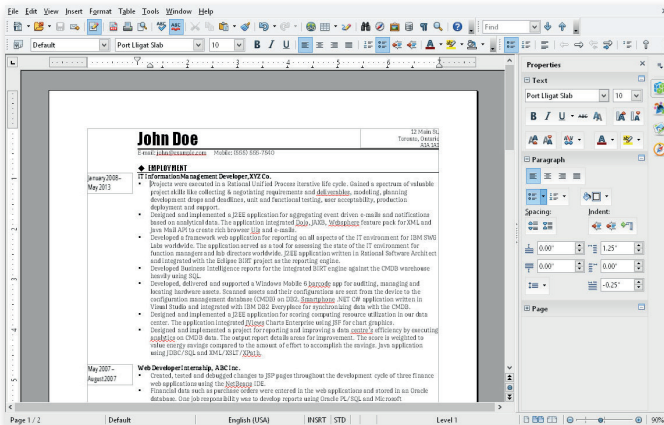 File Edit View Insert Format Table Tools Window Help
Find
Default Port Lligat Slab 10
Properties
Text
Port Lligat Slab 10
Paragraph
Spacing: Indent:
0.00" 1.25"
0.00" 0.00"
-0.25"
Page
John Doe
12 Main St,
Toronto, Ontario
A1A 1A1
E-mail: john@example.com Mobile: (655) 555-7840
EMPLOYMENT
January 2008–
May 2013
IT Information Management Developer, XYZ Co.
Projects were executed in a Rational Unified Process iterative life cycle. Gained a spectrum of valuable
project skills like collecting & negotiating requirements and deliverables, modeling, planning
development drops and deadlines, unit and functional testing, user acceptability, production
deployment and support.
Designed and implemented a J2EE application for aggregating event driven e-mails and notifications
based on analytical data. The application integrated Dojo, JAXB, Websphere feature pack for XML and
Java Mail API to create rich browser UIs and e-mails.
Developed a framework web application for reporting on all aspects of the IT environment for IBM SWG
Labs worldwide. The application served as a tool for assessing the state of the IT environment for
function managers and lab directors worldwide. J2EE application written in Rational Software Architect
and integrated with the Eclipse BIRT project as the reporting engine.
Developed Business Intelligence reports for the integrated BIRT engine against the CMDB warehouse
heavily using SQL.
Developed, delivered and supported a Windows Mobile 6 barcode app for auditing, managing and
locating hardware assets. Scanned assets and their configurations are sent from the device to the
configuration management database (CMDB) on DB2. Smartphone .NET C# application written in
Visual Studio and integrated with IBM DB2 Everyplace for synchronizing data with the CMDB.
Designed and implemented a J2EE application for scoring computer resource utilization in our data
center. The application integrated JViews Charts Enterprise using JSF for chart graphics.
Designed and implemented a project for reporting and improving a data centre's efficiency by executing
analytics on CMDB data. The output report details areas for improvement. The score is weighted to
value energy savings compared to the amount of effort to accomplish the savings. Java application
using JDBC/SQL and XML/XSLT/XPath.
May 2007 –
August 2007
Web Developer Internship, ABC Inc.
Created, tested and debugged changes to JSP pages throughout the development cycle of three finance
web applications using the NetBeans IDE.
Financial data such as purchase orders were entered in the web applications and stored in an Oracle
database. One job responsibility was to develop reports using Oracle PL/SQL and Microsoft
Page 1 / 2 Default English (USA) INSRT STD Level 1 90%